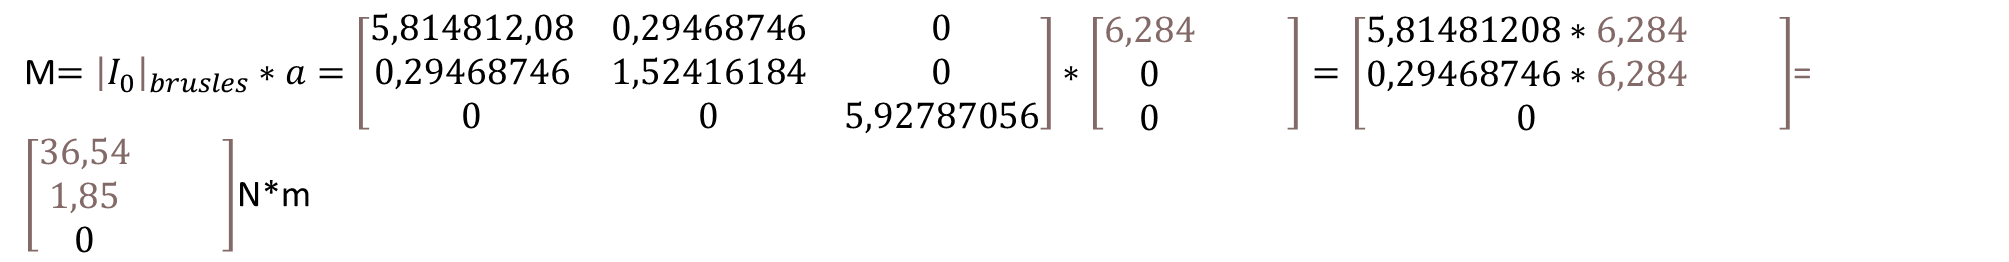 M= |I₀|brusles * a = [5,814812,08 0,29468746 0
0,29468746 1,52416184 0
0 0 5,92787056] * [6,284
0
0] = [5,81481208 * 6,284
0,29468746 * 6,284
0] =
[36,54
1,85
0] N*m